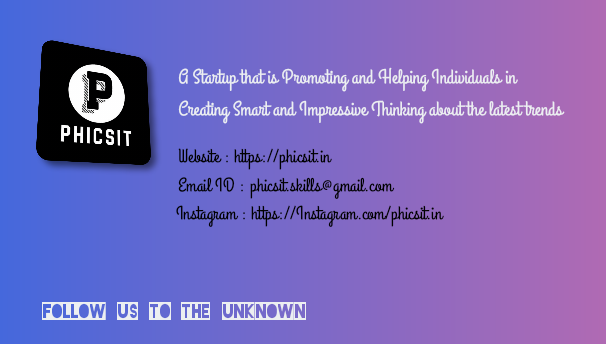 P
PHICSIT
A Startup that is Promoting and Helping Individuals in
Creating Smart and Impressive Thinking about the latest trends
Website : https://phicsit.in
Email ID : phicsit.skills@gmail.com
Instagram : https://Instagram.com/phicsit.in
FOLLOW US TO THE UNKNOWN